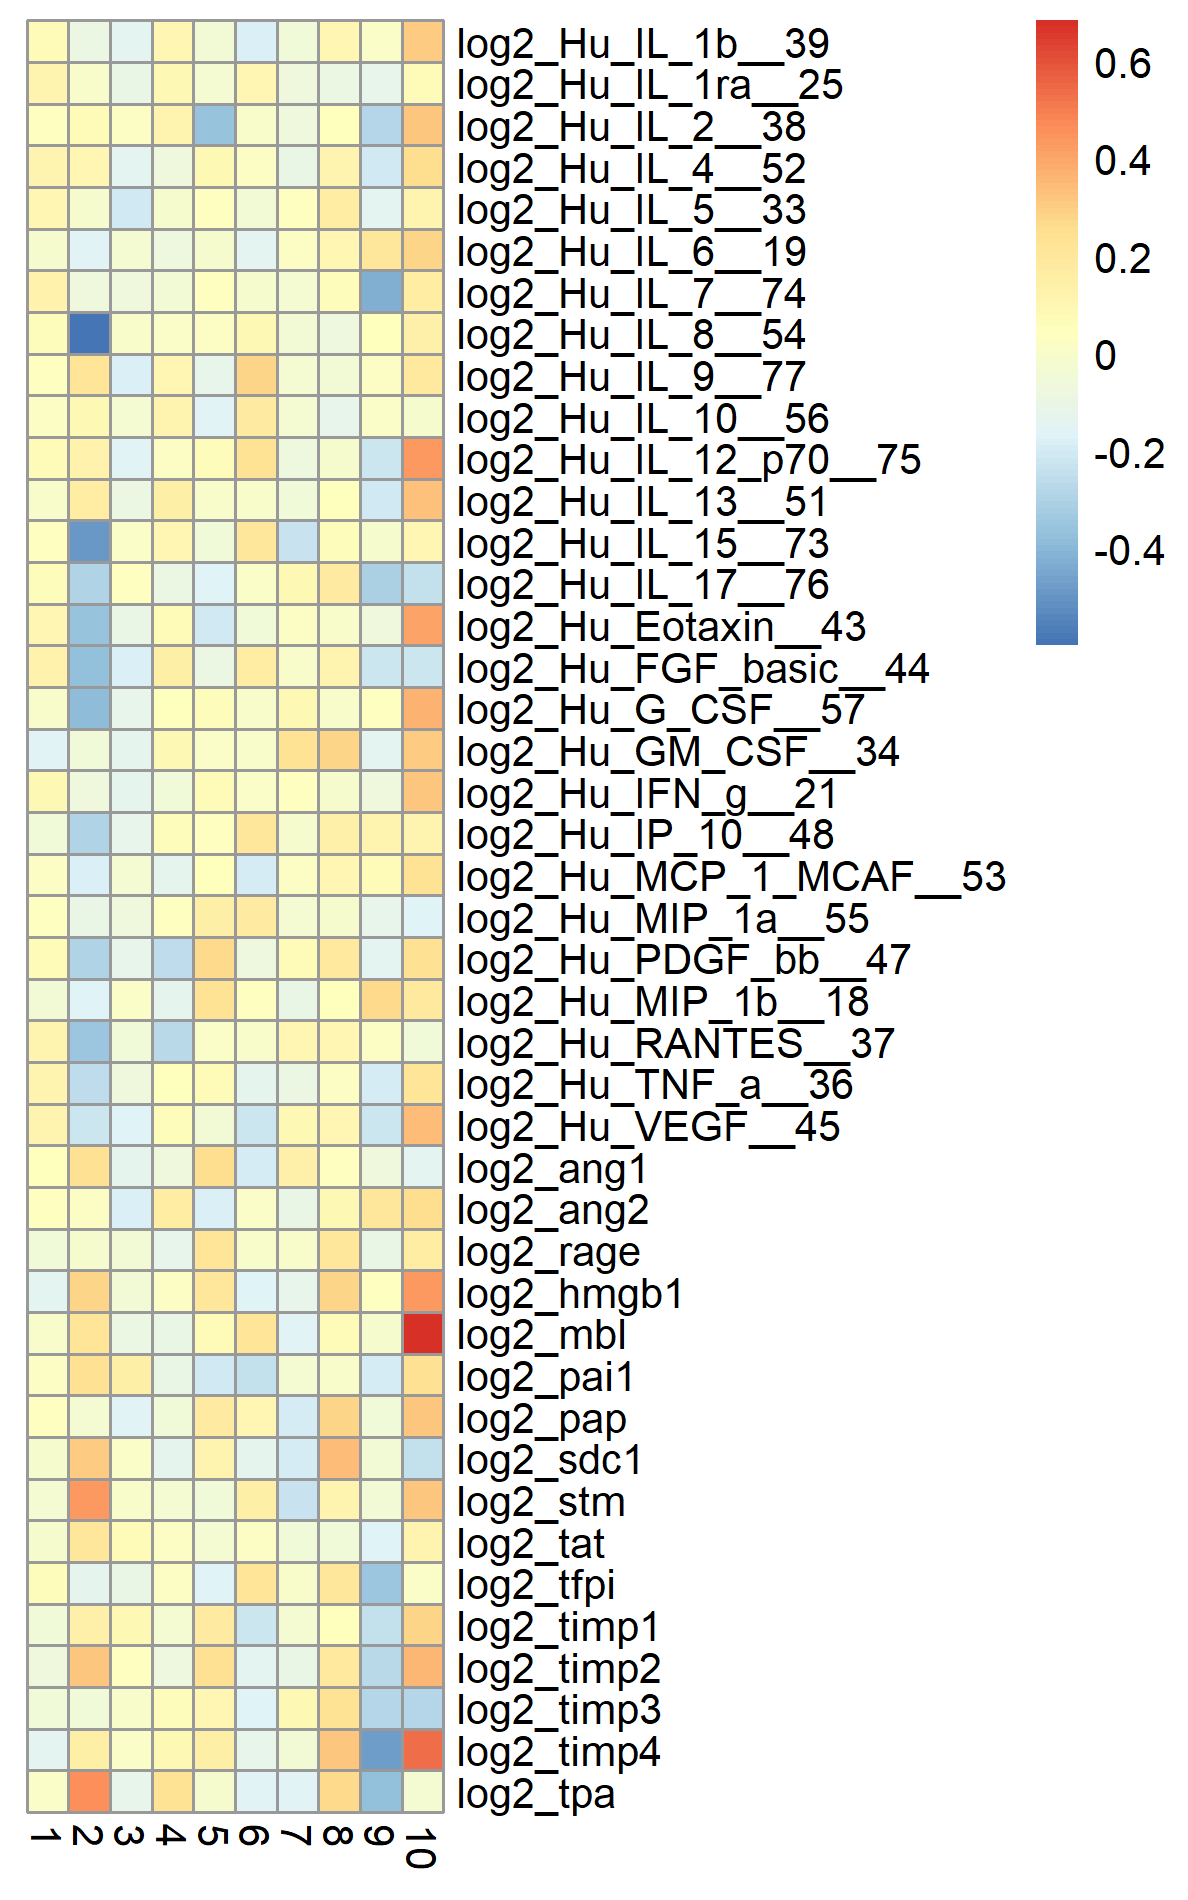 log2_Hu_IL_1b__39
log2_Hu_IL_1ra__25
log2_Hu_IL_2__38
log2_Hu_IL_4__52
log2_Hu_IL_5__33
log2_Hu_IL_6__19
log2_Hu_IL_7__74
log2_Hu_IL_8__54
log2_Hu_IL_9__77
log2_Hu_IL_10__56
log2_Hu_IL_12_p70__75
log2_Hu_IL_13__51
log2_Hu_IL_15__73
log2_Hu_IL_17__76
log2_Hu_Eotaxin__43
log2_Hu_FGF_basic__44
log2_Hu_G_CSF__57
log2_Hu_GM_CSF__34
log2_Hu_IFN_g__21
log2_Hu_IP_10__48
log2_Hu_MCP_1_MCAF__53
log2_Hu_MIP_1a__55
log2_Hu_PDGF_bb__47
log2_Hu_MIP_1b__18
log2_Hu_RANTES__37
log2_Hu_TNF_a__36
log2_Hu_VEGF__45
log2_ang1
log2_ang2
log2_rage
log2_hmgb1
log2_mbl
log2_pai1
log2_pap
log2_sdc1
log2_stm
log2_tat
log2_tfpi
log2_timp1
log2_timp2
log2_timp3
log2_timp4
log2_tpa
1 2 3 4 5 6 7 8 9 10
0.6
0.4
0.2
0
-0.2
-0.4